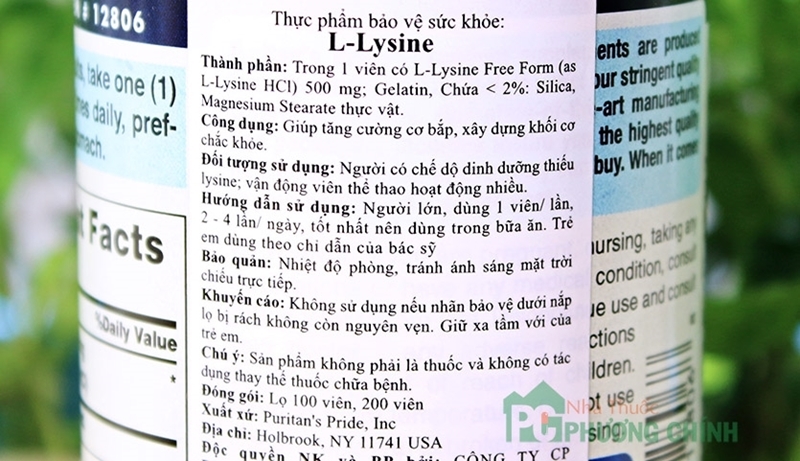 # 12806
take one (1)
daily, pref-
Facts
%Daily Value
*
Thực phẩm bảo vệ sức khỏe:
L-Lysine
Thành phần: Trong 1 viên có L-Lysine Free Form (as
L-Lysine HCl) 500 mg; Gelatin, Chứa < 2%: Silica,
Magnesium Stearate thực vật.
Công dụng: Giúp tăng cường cơ bắp, xây dựng khối cơ
chắc khỏe.
Đối tượng sử dụng: Người có chế dộ dinh dưỡng thiếu
lysine; vận động viên thể thao hoạt động nhiều.
Hướng dẫn sử dụng: Người lớn, dùng 1 viên/ lần,
2 - 4 lần/ ngày, tốt nhất nên dùng trong bữa ăn. Trẻ
em dùng theo chỉ dẫn của bác sỹ
Bảo quản: Nhiệt độ phòng, tránh ánh sáng mặt trời
chiếu trực tiếp.
Khuyến cáo: Không sử dụng nếu nhãn bảo vệ dưới nắp
lọ bị rách không còn nguyên vẹn. Giữ xa tầm với của
trẻ em.
Chú ý: Sản phẩm không phải là thuốc và không có tác
dụng thay thế thuốc chữa bệnh.
Đóng gói: Lọ 100 viên, 200 viên
Xuất xứ: Puritan's Pride, Inc
Địa chỉ: Holbrook, NY 11741 USA
Độc quyền NK và PP bởi: CÔNG TY CP
are produced
our stringent quality
-art manufacturing
the highest quality
buy. When it comes
nursing, taking any
condition, consult
use and consult
not use
PC Nhà Thuốc
PHƯƠNG CHÍNH